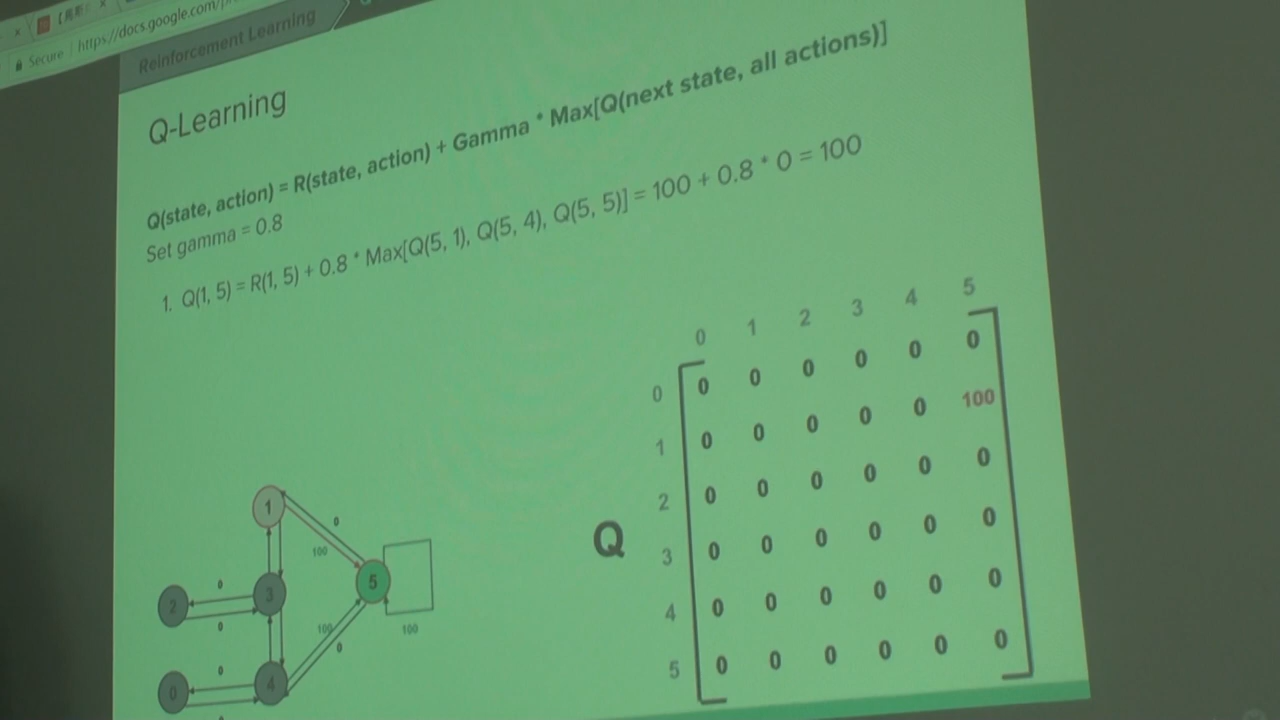 Secure https://docs.google.com/
Reinforcement Learning
Q-Learning
Q(state, action) = R(state, action) + Gamma * Max[Q(next state, all actions)]
Set gamma = 0.8
1. Q(1, 5) = R(1, 5) + 0.8 * Max[Q(5, 1), Q(5, 4), Q(5, 5)] = 100 + 0.8 * 0 = 100
0 1 2 3 4 5
0 0 0 0 0 0 0
1 0 0 0 0 0 100
2 0 0 0 0 0 0
Q
3 0 0 0 0 0 0
4 0 0 0 0 0 0
5 0 0 0 0 0 0
1
0
100
5
0
2
3
0
100
100
0
0
0
4